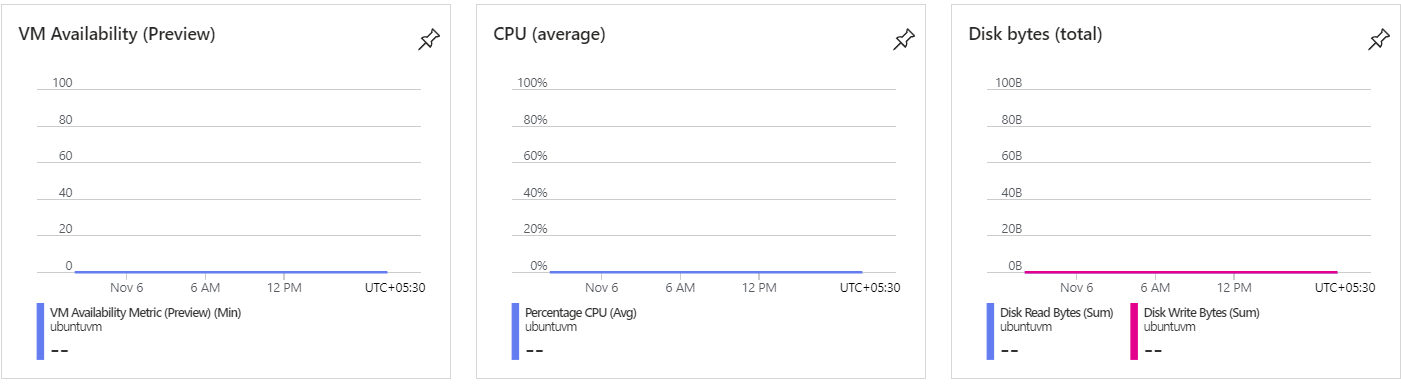 VM Availability (Preview)
100
80
60
40
20
0
Nov 6
6 AM
12 PM
UTC+05:30
VM Availability Metric (Preview) (Min)
ubuntuvm
--
CPU (average)
100%
80%
60%
40%
20%
0%
Nov 6
6 AM
12 PM
UTC+05:30
Percentage CPU (Avg)
ubuntuvm
--
Disk bytes (total)
100B
80B
60B
40B
20B
0B
Nov 6
6 AM
12 PM
UTC+05:30
Disk Read Bytes (Sum)
ubuntuvm
--
Disk Write Bytes (Sum)
ubuntuvm
--